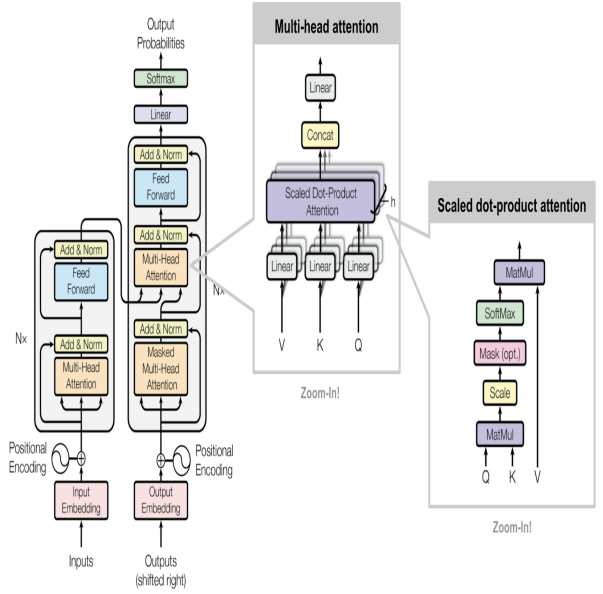 Output
Probabilities
Softmax
Linear
Add & Norm
Feed
Forward
Add & Norm
Multi-Head
Attention
Add & Norm
Masked
Multi-Head
Attention
Nx
Add & Norm
Feed
Forward
Add & Norm
Multi-Head
Attention
Nx
Positional
Encoding
Positional
Encoding
Input
Embedding
Output
Embedding
Inputs
Outputs
(shifted right)
Multi-head attention
Linear
Concat
Scaled Dot-Product
Attention
h
Linear
Linear
Linear
V
K
Q
Zoom-In!
Scaled dot-product attention
MatMul
SoftMax
Mask (opt.)
Scale
MatMul
Q
K
V
Zoom-In!